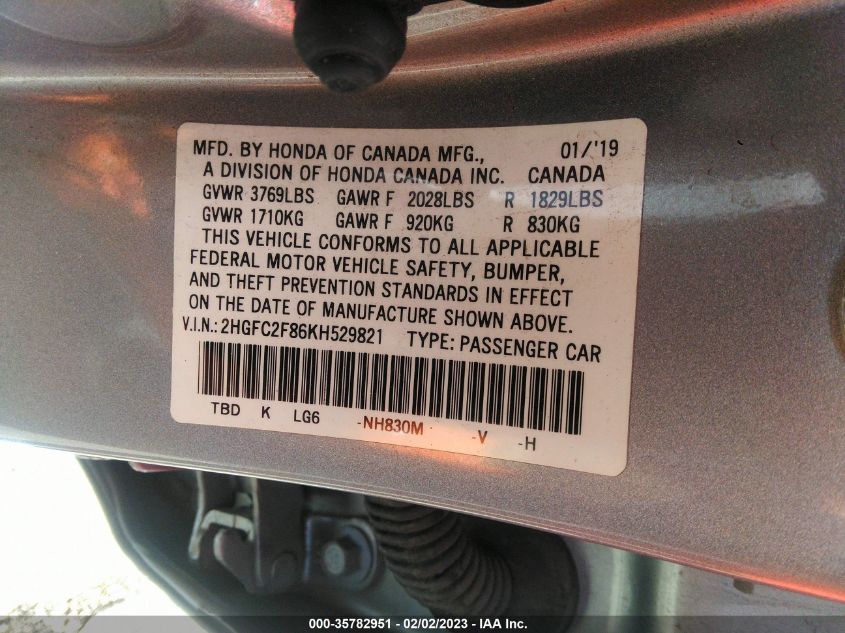 MFD. BY HONDA OF CANADA MFG., 01/'19
A DIVISION OF HONDA CANADA INC. CANADA
GVWR 3769LBS GAWR F 2028LBS R 1829LBS
GVWR 1710KG GAWR F 920KG R 830KG
THIS VEHICLE CONFORMS TO ALL APPLICABLE
FEDERAL MOTOR VEHICLE SAFETY, BUMPER,
AND THEFT PREVENTION STANDARDS IN EFFECT
ON THE DATE OF MANUFACTURE SHOWN ABOVE.
V.I.N.: 2HGFC2F86KH529821 TYPE: PASSENGER CAR
TBD K LG6 -NH830M -V -H
000-35782951 - 02/02/2023 - IAA Inc.